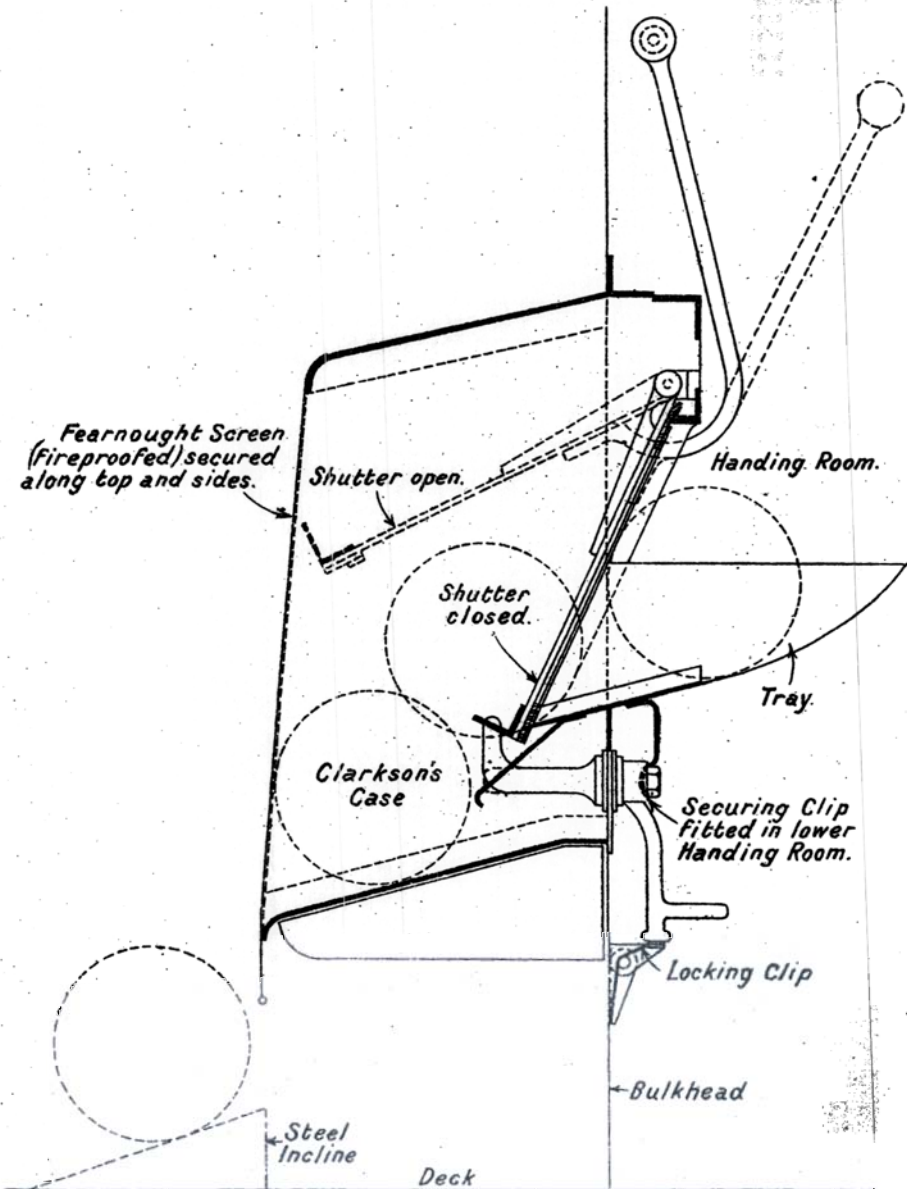 Fearnought Screen
(fireproofed) secured
along top and sides.
Shutter open.
Handing Room.
Shutter
closed.
Tray.
Clarkson's
Case
Securing Clip
fitted in lower
Handing Room.
Locking Clip
Bulkhead
Steel
Incline
Deck